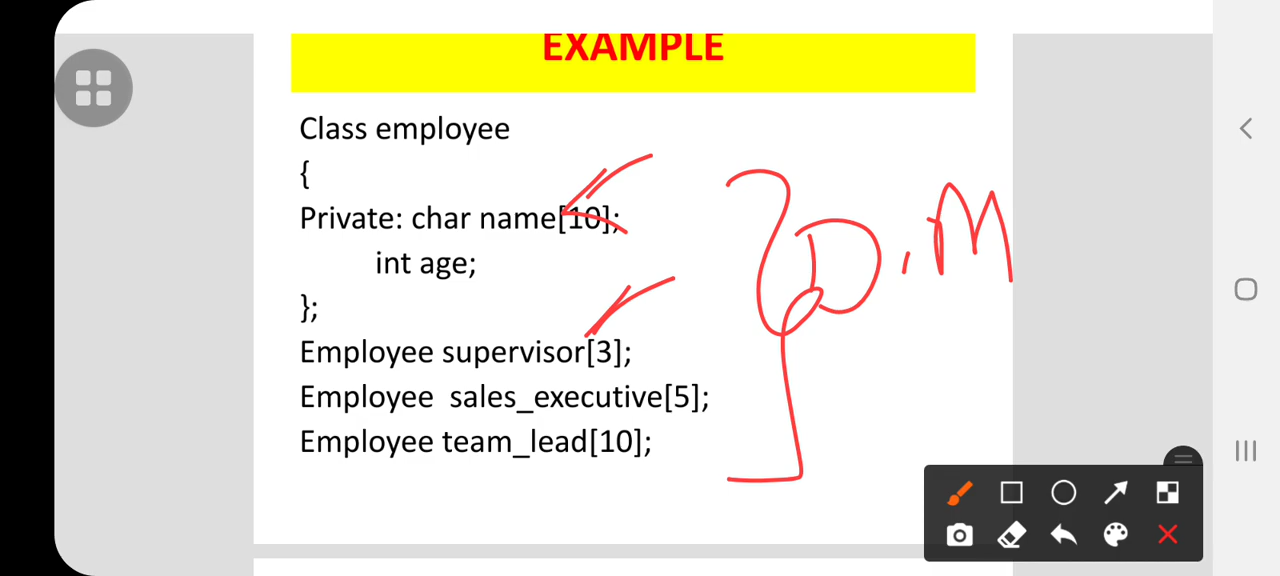 EXAMPLE
Class employee
{
Private: char name[10];
int age;
};
Employee supervisor[3];
Employee sales_executive[5];
Employee team_lead[10];
D.M